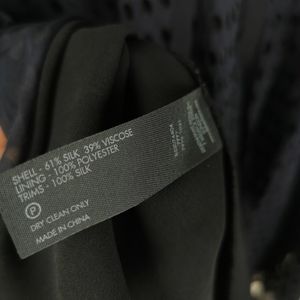 SHELL - 61% SILK 39% VISCOSE
LINING - 100% POLYESTER
TRIMS - 100% SILK
P
DRY CLEAN ONLY
MADE IN CHINA